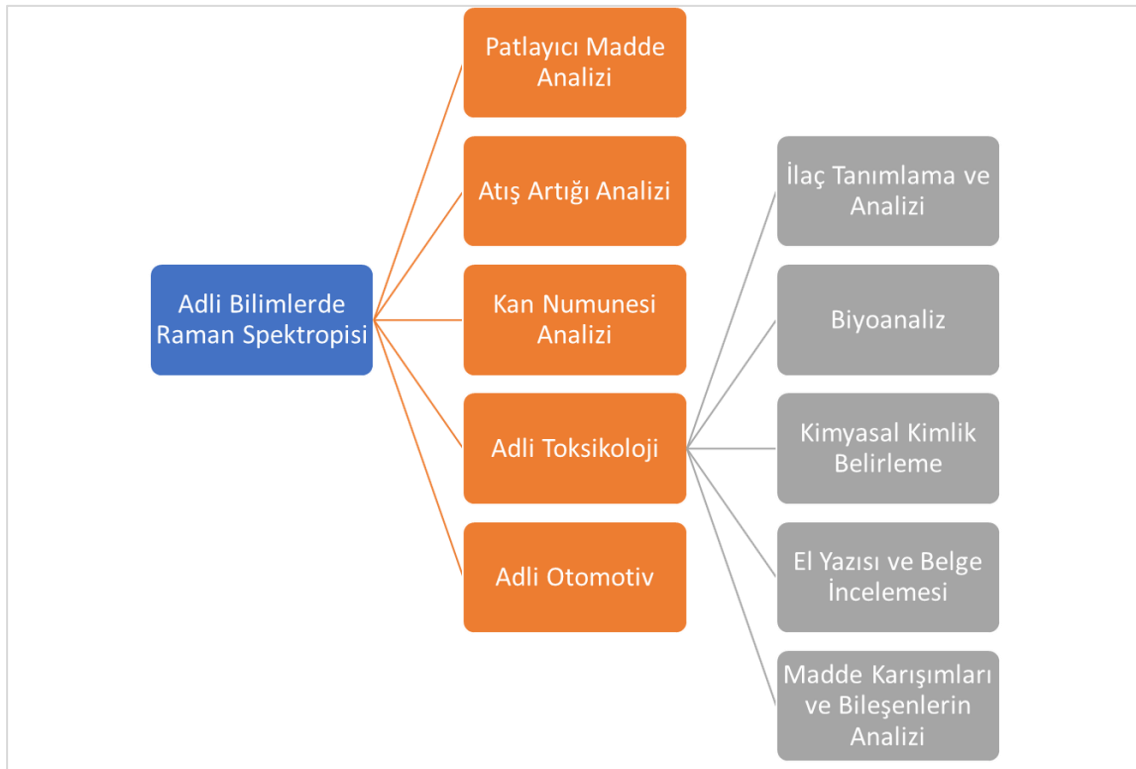 Adli Bilimlerde
Raman Spektropisi
Patlayıcı Madde
Analizi
Atış Artığı Analizi
Kan Numunesi
Analizi
Adli Toksikoloji
Adli Otomotiv
İlaç Tanımlama ve
Analizi
Biyoanaliz
Kimyasal Kimlik
Belirleme
El Yazısı ve Belge
İncelemesi
Madde Karışımları
ve Bileşenlerin
Analizi